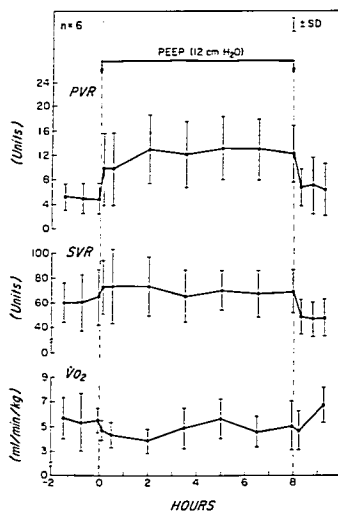 n=6
± SD
PEEP (12 cm H₂O)
PVR
(Units)
24
20
16
12
8
4
0
SVR
(Units)
100
80
60
40
0
V̇O₂
(ml/min/kg)
9
7
5
3
0
-2
0
2
4
6
8
10
HOURS